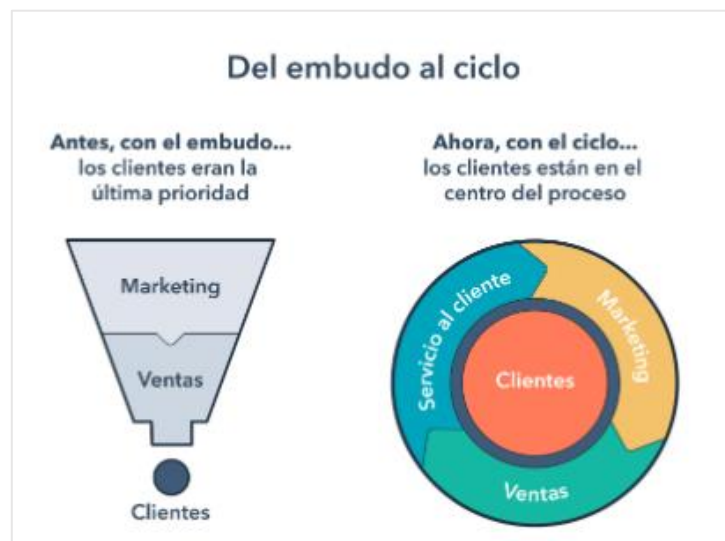 Del embudo al ciclo
Antes, con el embudo...
los clientes eran la
última prioridad
Marketing
Ventas
Clientes
Ahora, con el ciclo...
los clientes están en el
centro del proceso
Servicio al cliente
Marketing
Clientes
Ventas